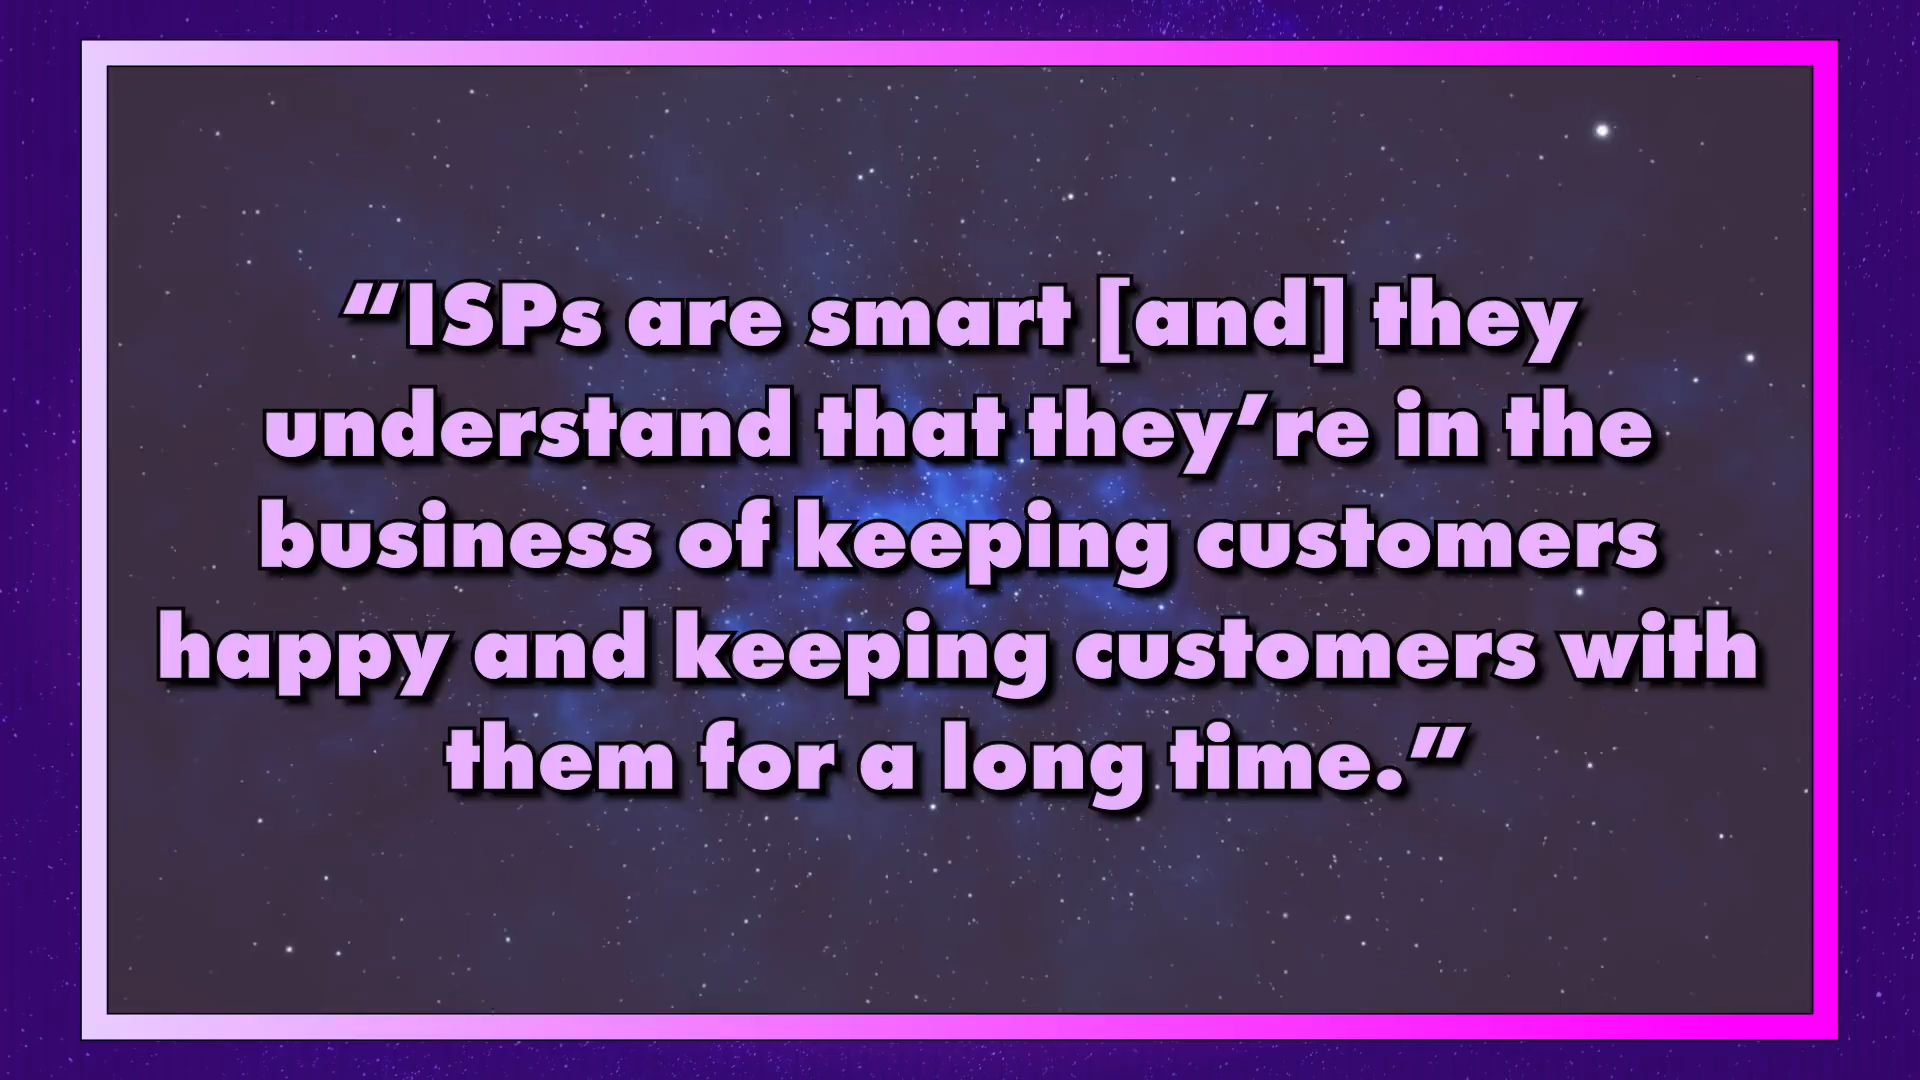 “ISPs are smart [and] they
understand that they’re in the
business of keeping customers
happy and keeping customers with
them for a long time.”